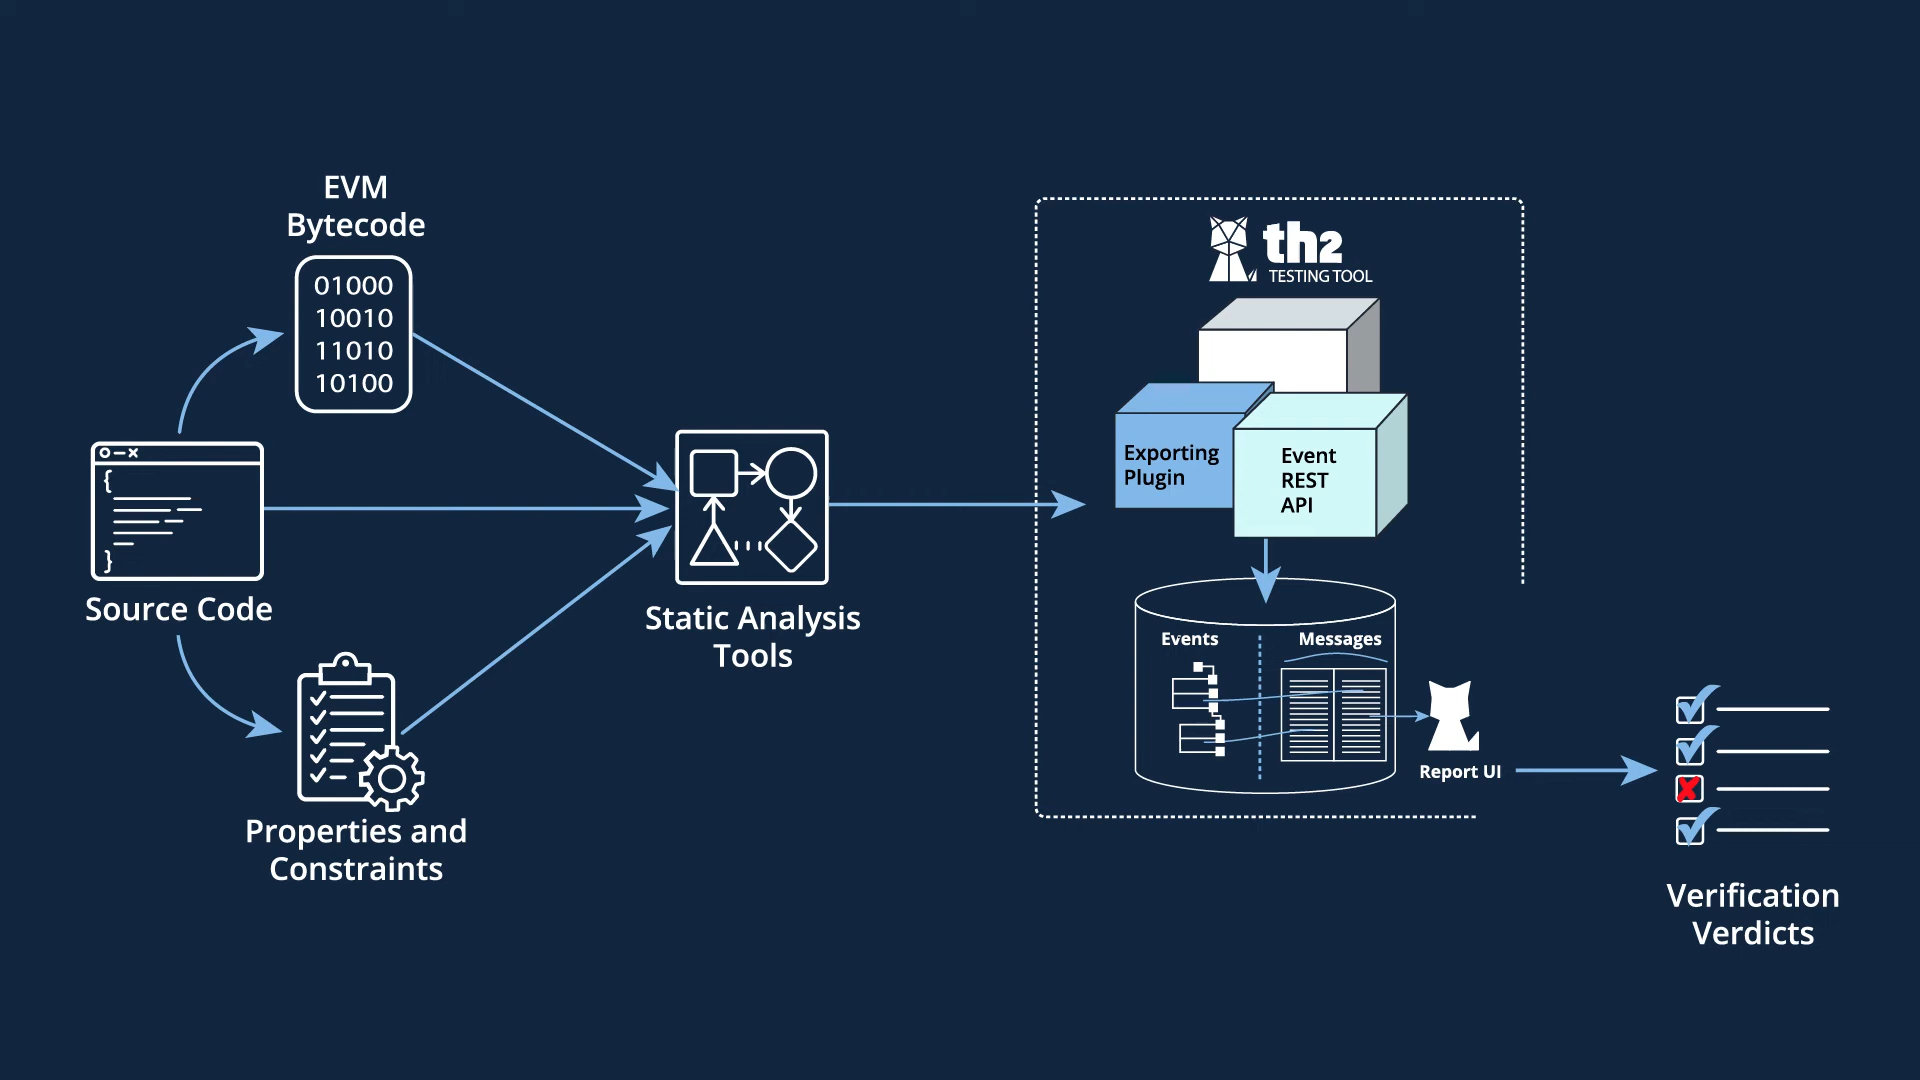 EVM
Bytecode
01000
10010
11010
10100
{
}
Source Code
Properties and
Constraints
Static Analysis
Tools
th2
TESTING TOOL
Exporting
Plugin
Event
REST
API
Events
Messages
Report UI
Verification
Verdicts